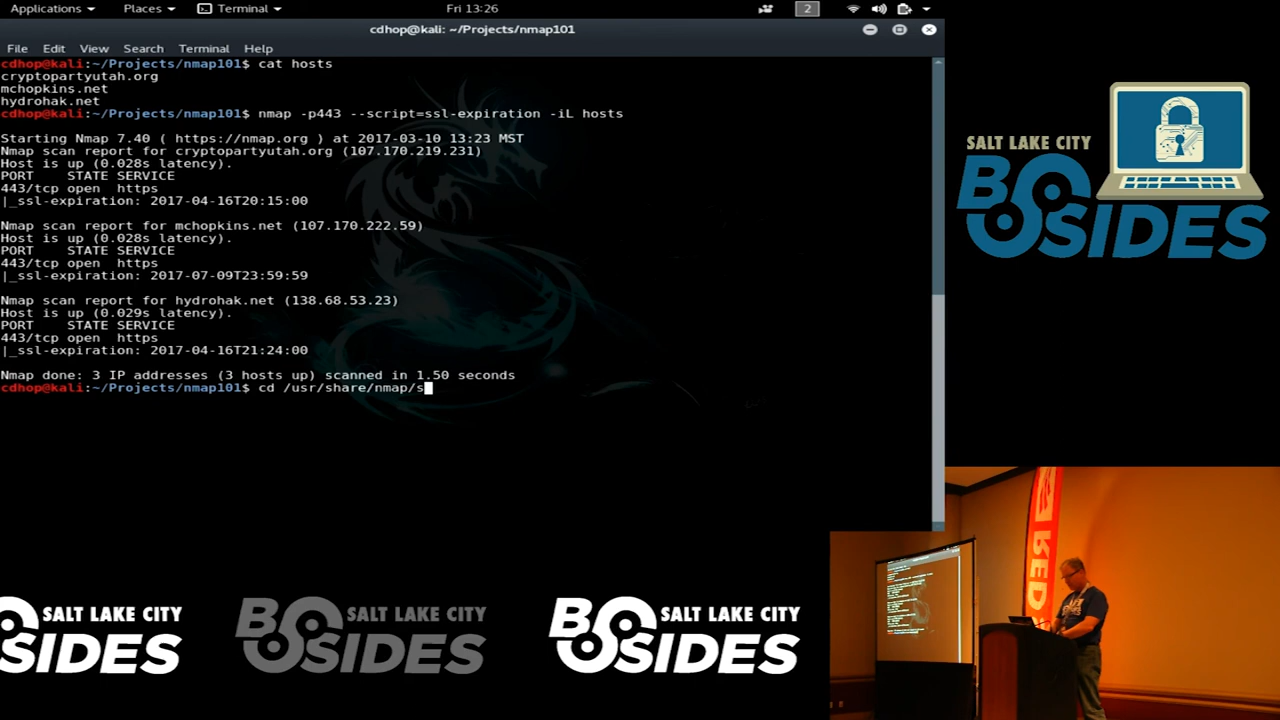 Applications Places Terminal Fri 13:26 2
cdhop@kali: ~/Projects/nmap101
File Edit View Search Terminal Help
cdhop@kali:~/Projects/nmap101$ cat hosts
cryptopartyutah.org
mchopkins.net
hydrohak.net
cdhop@kali:~/Projects/nmap101$ nmap -p443 --script=ssl-expiration -iL hosts
Starting Nmap 7.40 ( https://nmap.org ) at 2017-03-10 13:23 MST
Nmap scan report for cryptopartyutah.org (107.170.219.231)
Host is up (0.028s latency).
PORT STATE SERVICE
443/tcp open https
|_ssl-expiration: 2017-04-16T20:15:00
Nmap scan report for mchopkins.net (107.170.222.59)
Host is up (0.028s latency).
PORT STATE SERVICE
443/tcp open https
|_ssl-expiration: 2017-07-09T23:59:59
Nmap scan report for hydrohak.net (138.68.53.23)
Host is up (0.029s latency).
PORT STATE SERVICE
443/tcp open https
|_ssl-expiration: 2017-04-16T21:24:00
Nmap done: 3 IP addresses (3 hosts up) scanned in 1.50 seconds
cdhop@kali:~/Projects/nmap101$ cd /usr/share/nmap/s
SALT LAKE CITY
BSIDES
RED
SALT LAKE CITY
SIDES
SALT LAKE CITY
BSIDES
SALT LAKE CITY
BSIDES